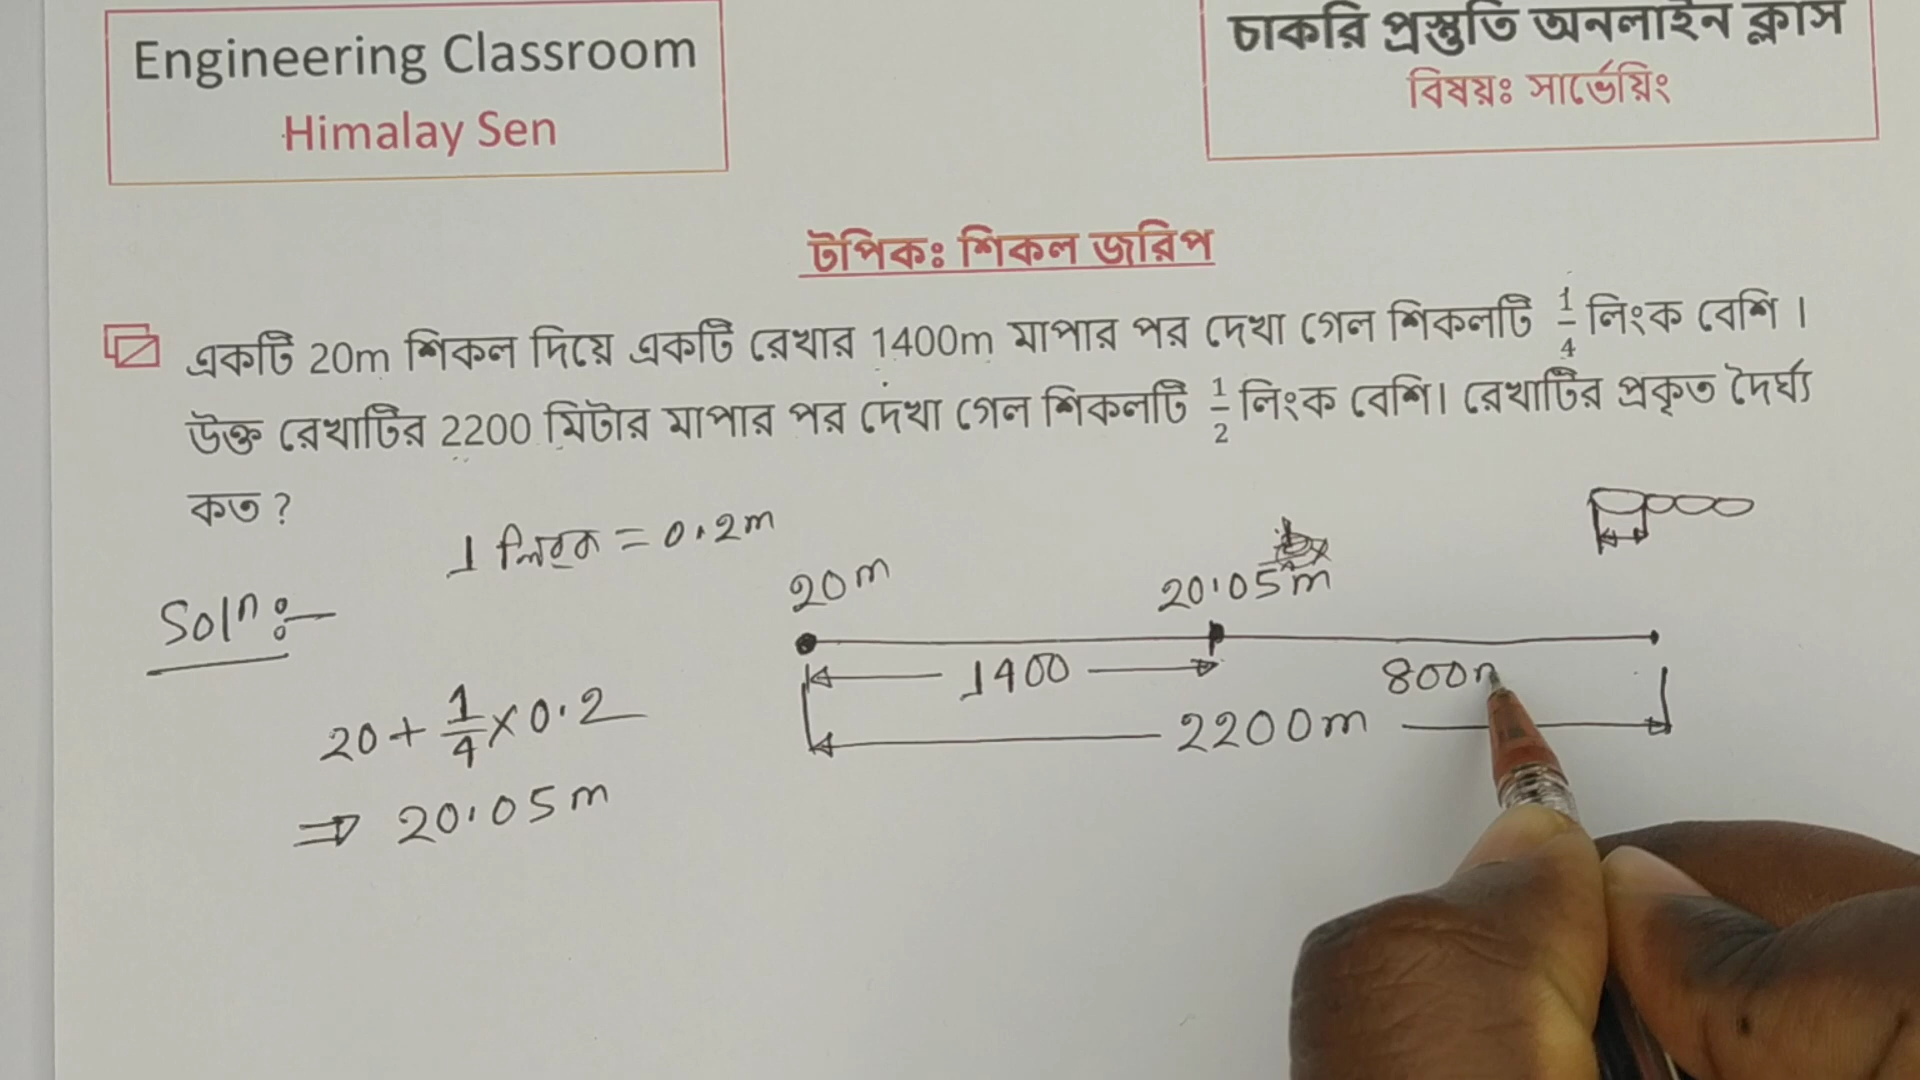 Engineering Classroom
Himalay Sen
চাকরি প্রস্তুতি অনলাইন ক্লাস
বিষয়ঃ সার্ভেয়িং
টপিকঃ শিকল জরিপ
একটি 20m শিকল দিয়ে একটি রেখার 1400m মাপার পর দেখা গেল শিকলটি 1/4 লিংক বেশি।
উক্ত রেখাটির 2200 মিটার মাপার পর দেখা গেল শিকলটি 1/2 লিংক বেশি। রেখাটির প্রকৃত দৈর্ঘ্য
কত ?
1 লিংক = 0.2m
Soln:-
20m
20.05m
1400
800m
2200m
20 + 1/4 × 0.2
⇒ 20.05m